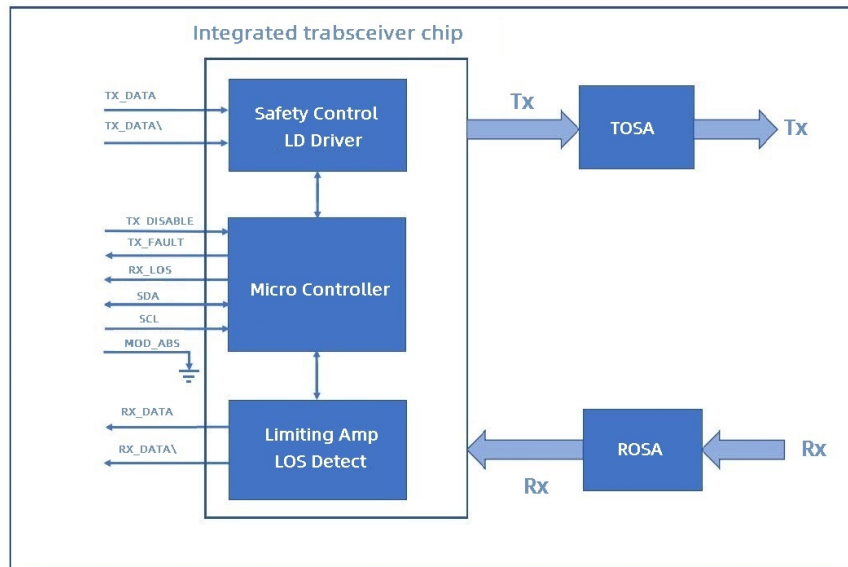 Integrated trabsceiver chip
TX_DATA
TX_DATA\
Safety Control
LD Driver
Tx
TOSA
Tx
TX_DISABLE
TX_FAULT
RX_LOS
SDA
SCL
MOD_ABS
Micro Controller
RX_DATA
RX_DATA\
Limiting Amp
LOS Detect
Rx
ROSA
Rx